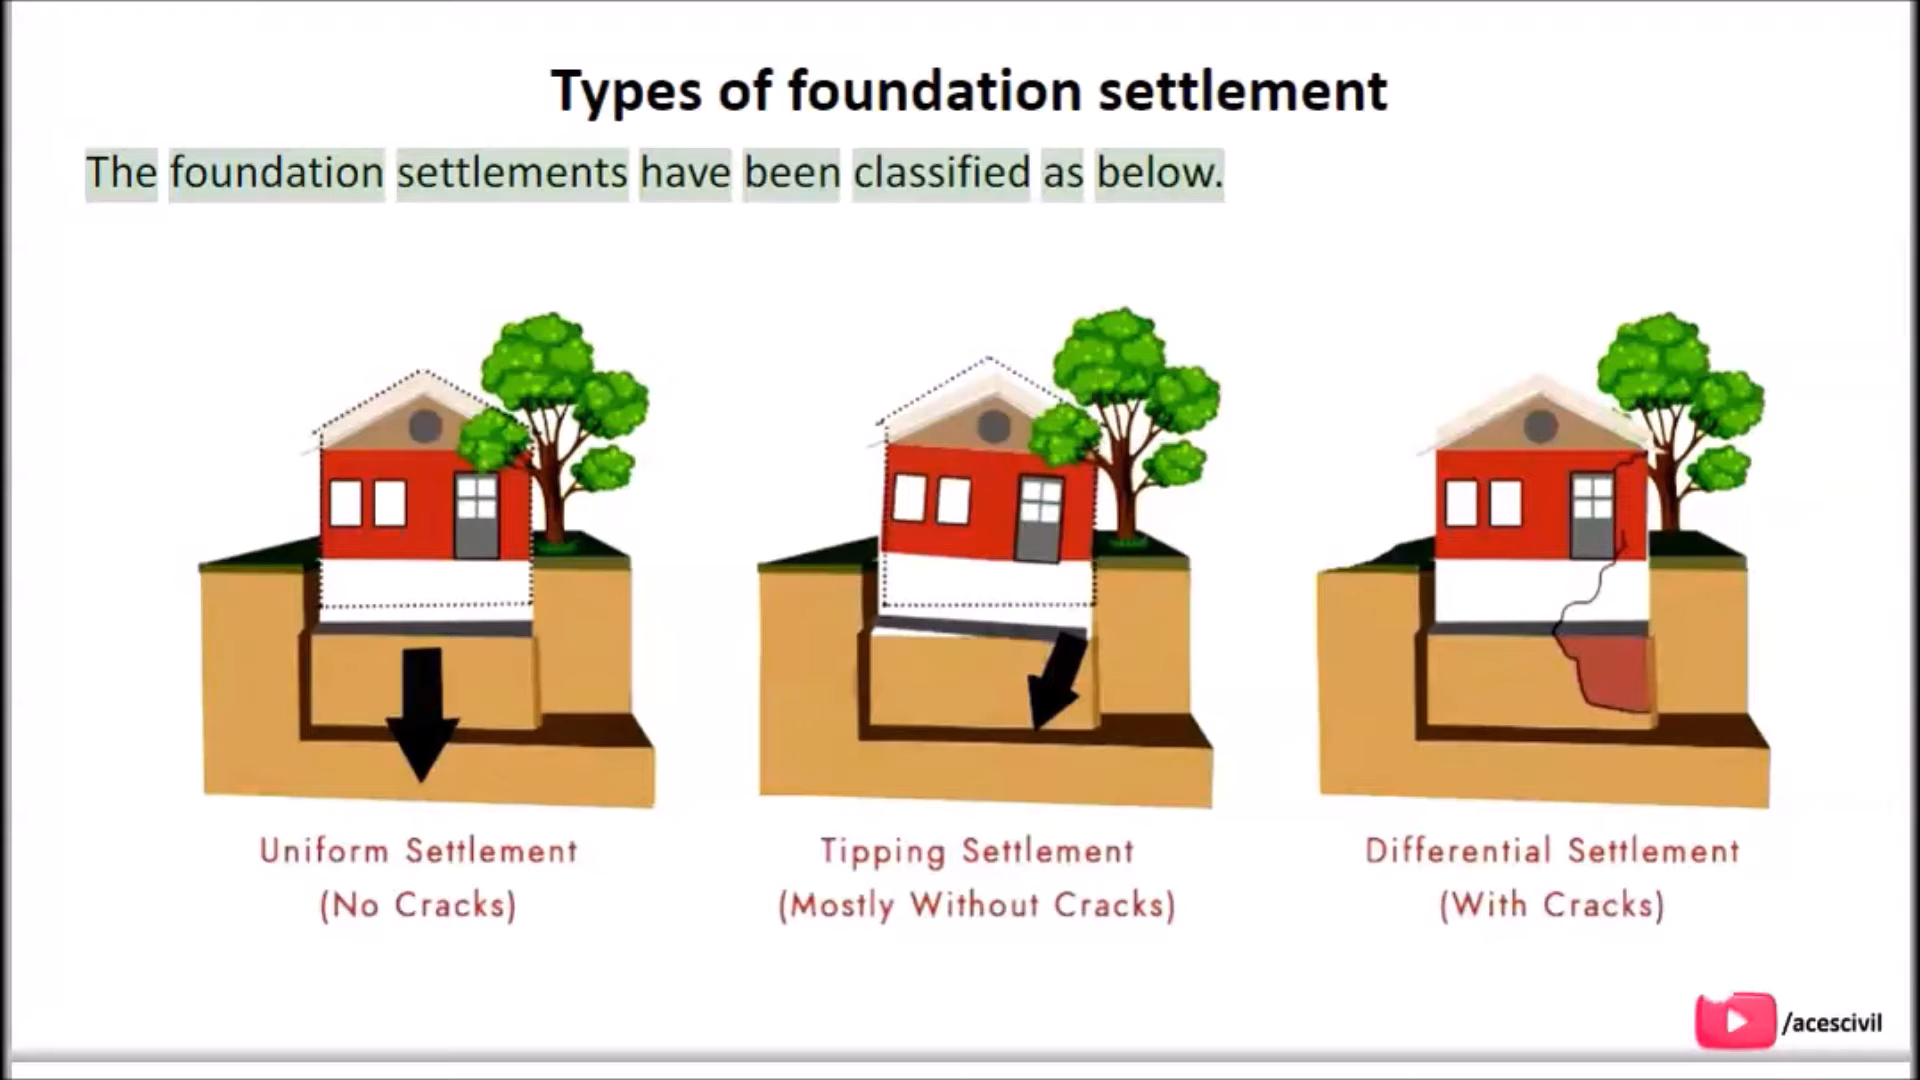 Types of foundation settlement
The foundation settlements have been classified as below.
Uniform Settlement
(No Cracks)
Tipping Settlement
(Mostly Without Cracks)
Differential Settlement
(With Cracks)
/acescivil